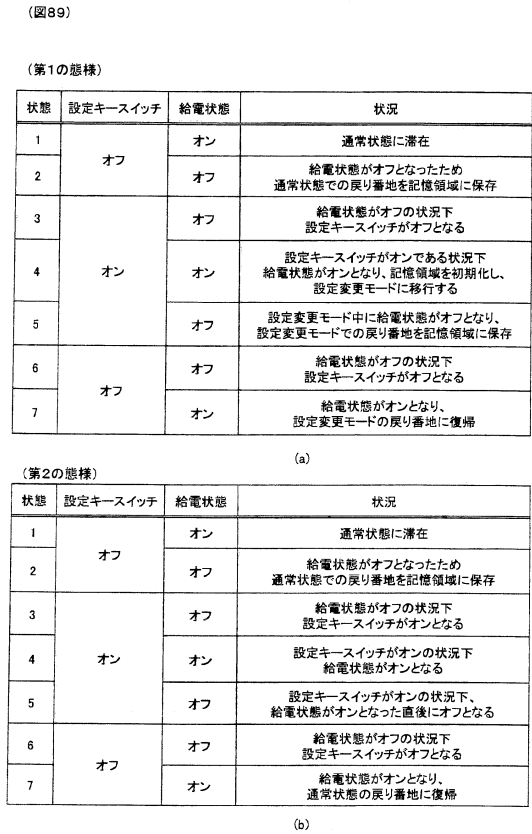 (図89)
(第1の態様)
状態 設定キースイッチ 給電状態 状況
1 オフ オン 通常状態に滞在
2 オフ 給電状態がオフとなったため
通常状態での戻り番地を記憶領域に保存
3 オン オフ 給電状態がオフの状況下
設定キースイッチがオフとなる
4 オン 設定キースイッチがオンである状況下
給電状態がオンとなり、記憶領域を初期化し、
設定変更モードに移行する
5 オフ 設定変更モード中に給電状態がオフとなり、
設定変更モードでの戻り番地を記憶領域に保存
6 オフ オフ 給電状態がオフの状況下
設定キースイッチがオフとなる
7 オン 給電状態がオンとなり、
設定変更モードの戻り番地に復帰
(a)
(第2の態様)
状態 設定キースイッチ 給電状態 状況
1 オフ オン 通常状態に滞在
2 オフ 給電状態がオフとなったため
通常状態での戻り番地を記憶領域に保存
3 オン オフ 給電状態がオフの状況下
設定キースイッチがオンとなる
4 オン 設定キースイッチがオンの状況下
給電状態がオンとなる
5 オフ 設定キースイッチがオンの状況下、
給電状態がオンとなった直後にオフとなる
6 オフ オフ 給電状態がオフの状況下
設定キースイッチがオフとなる
7 オン 給電状態がオンとなり、
通常状態の戻り番地に復帰
(b)